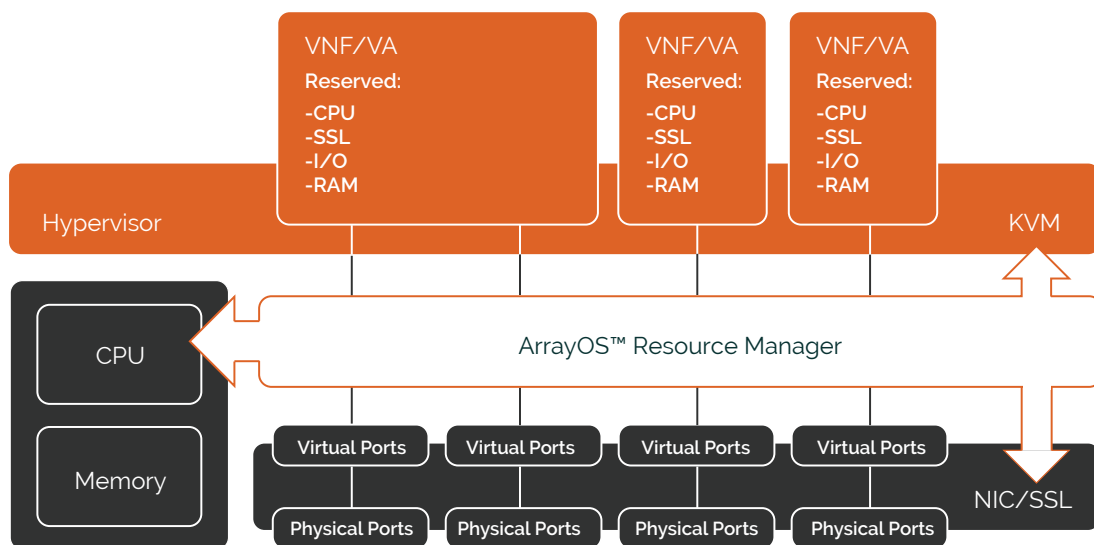 VNF/VA
Reserved:
-CPU
-SSL
-I/O
-RAM
VNF/VA
Reserved:
-CPU
-SSL
-I/O
-RAM
VNF/VA
Reserved:
-CPU
-SSL
-I/O
-RAM
Hypervisor
KVM
CPU
Memory
ArrayOS™ Resource Manager
Virtual Ports
Virtual Ports
Virtual Ports
Virtual Ports
NIC/SSL
Physical Ports
Physical Ports
Physical Ports
Physical Ports